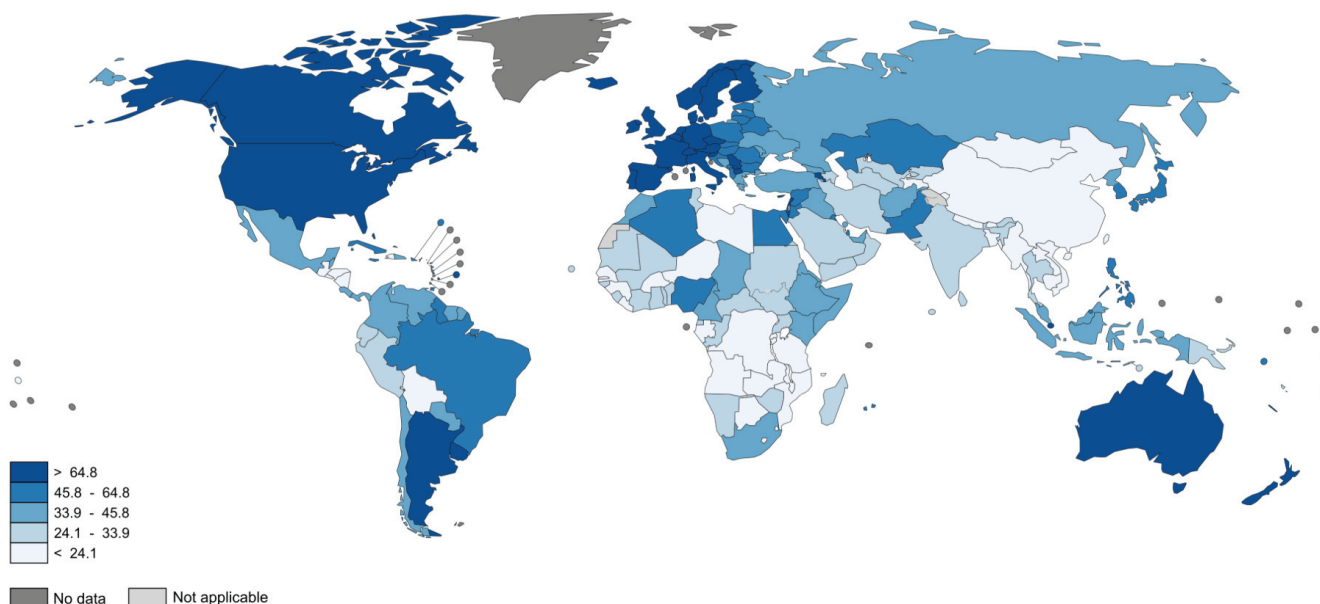 > 64.8
45.8 - 64.8
33.9 - 45.8
24.1 - 33.9
< 24.1
No data
Not applicable